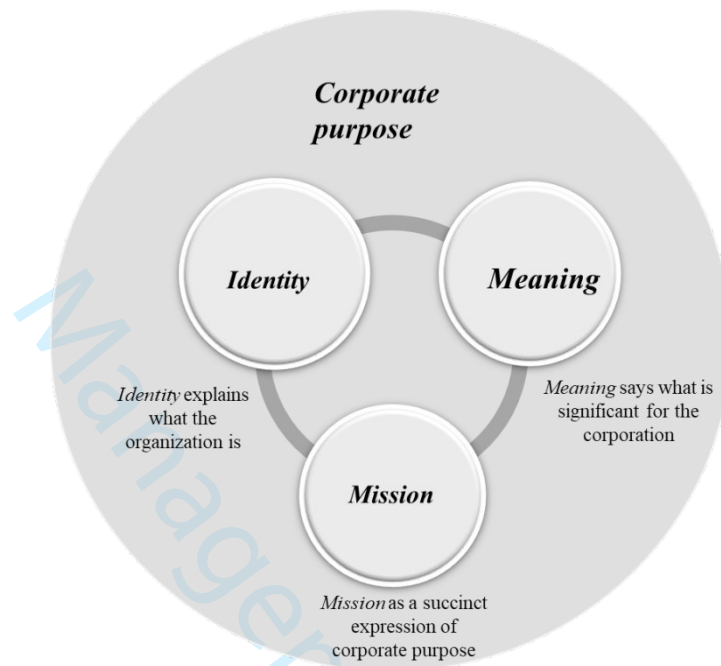 Corporate
purpose
Identity
Meaning
Identity explains
what the
organization is
Meaning says what is
significant for the
corporation
Mission
Mission as a succinct
expression of
corporate purpose
Manager